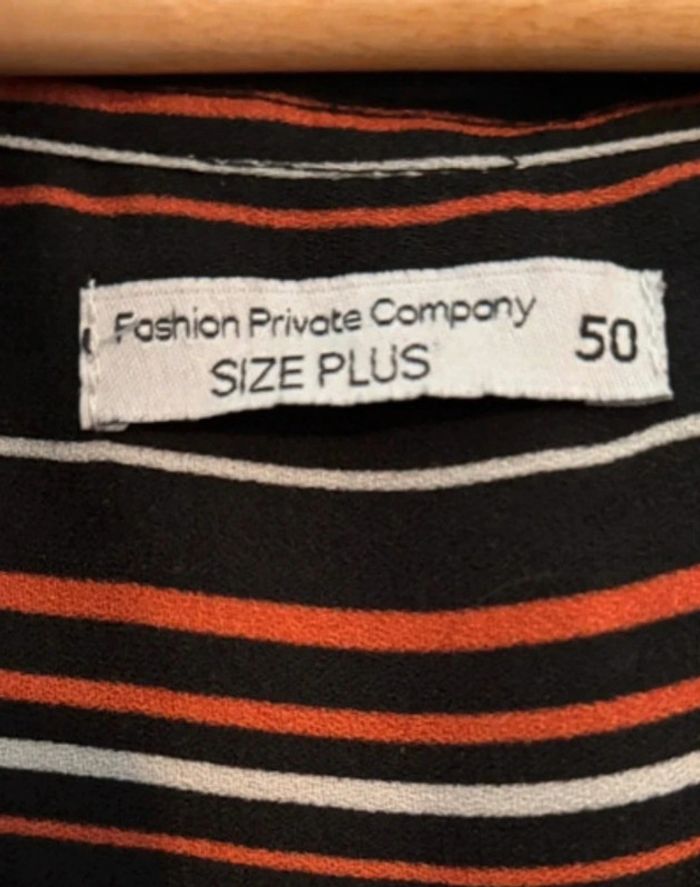 Fashion Private Company
SIZE PLUS
50